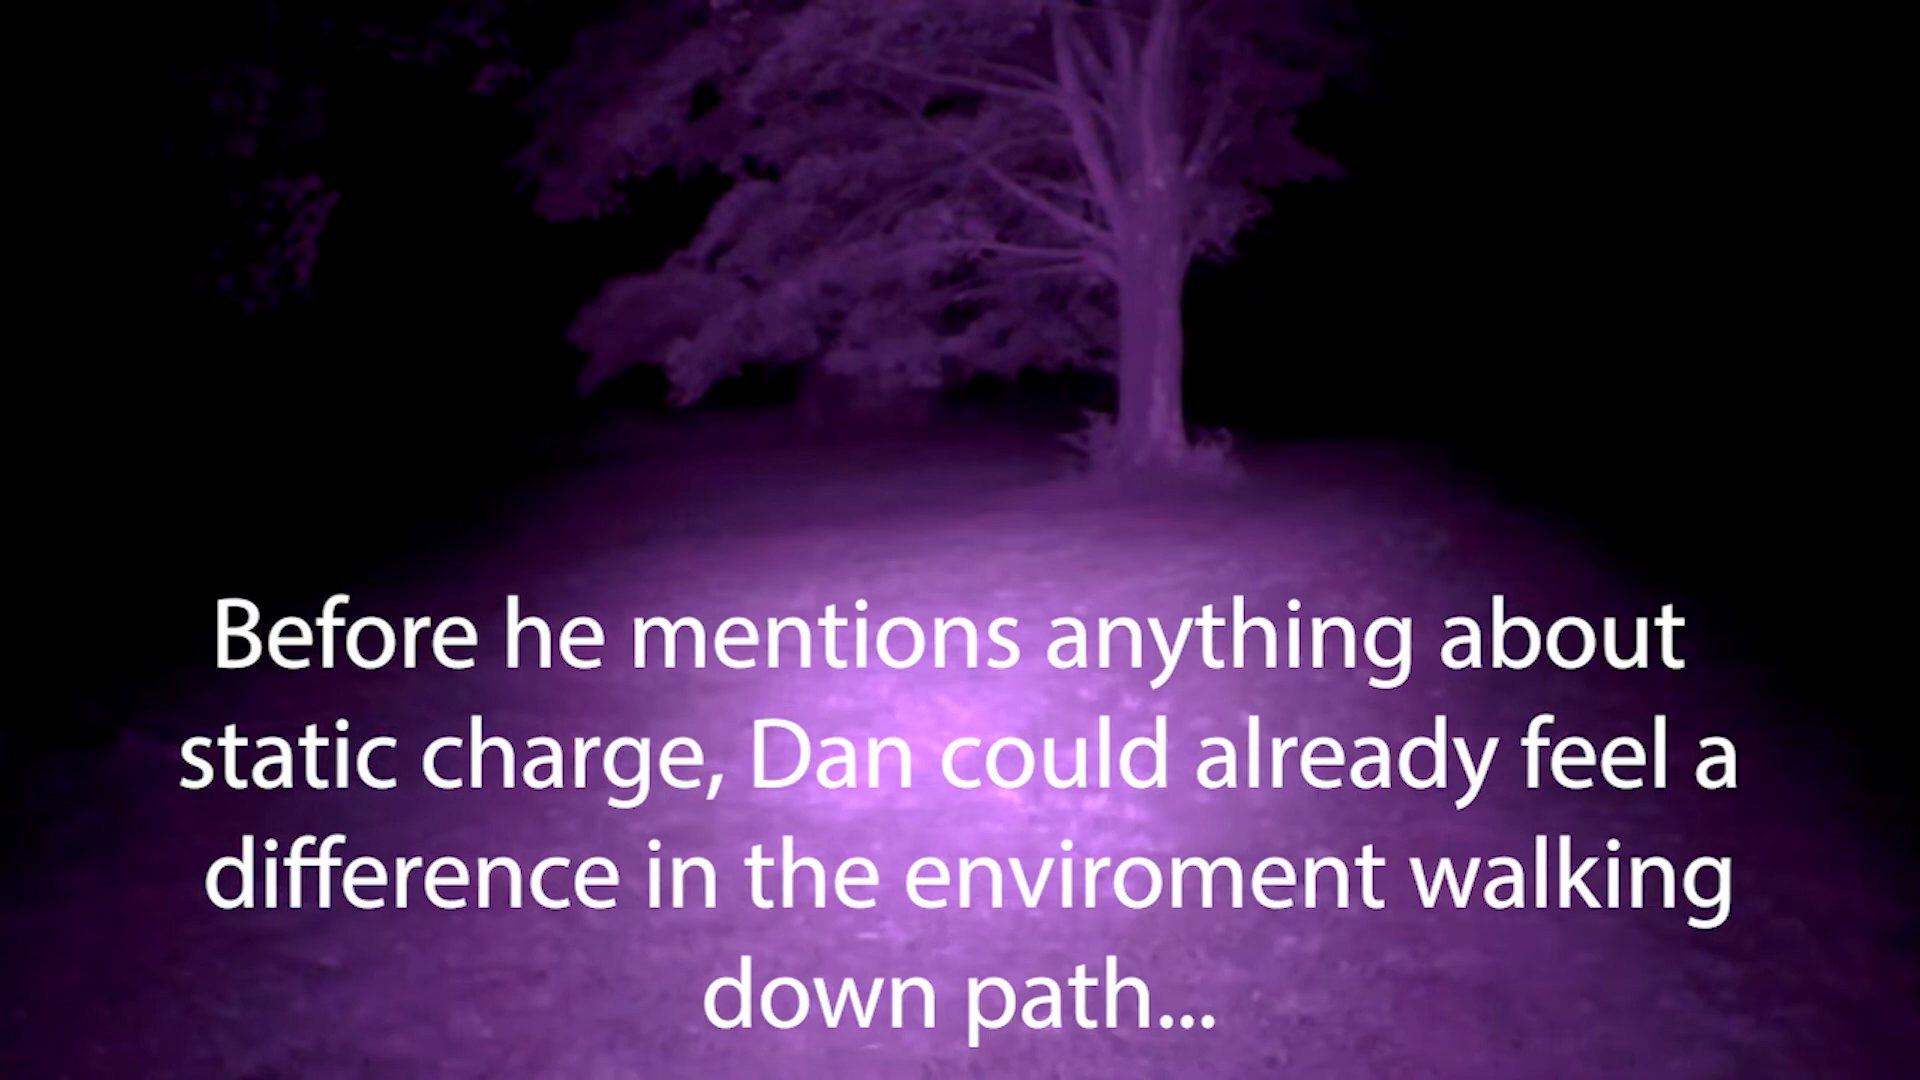 Before he mentions anything about
static charge, Dan could already feel a
difference in the enviroment walking
down path...